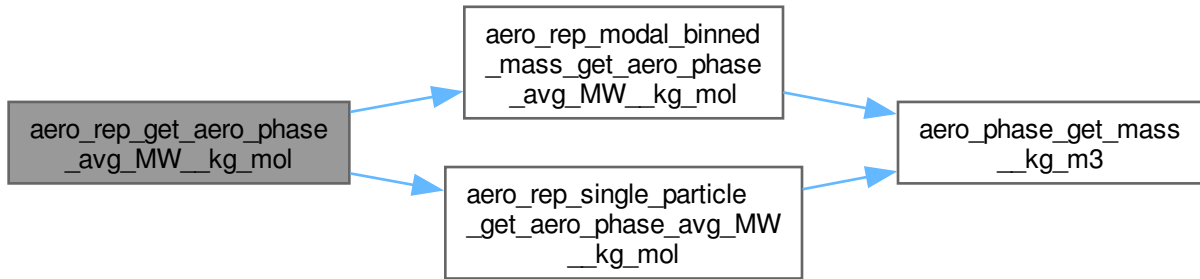 aero_rep_get_aero_phase
_avg_MW__kg_mol
aero_rep_modal_binned
_mass_get_aero_phase
_avg_MW__kg_mol
aero_rep_single_particle
_get_aero_phase_avg_MW
__kg_mol
aero_phase_get_mass
__kg_m3